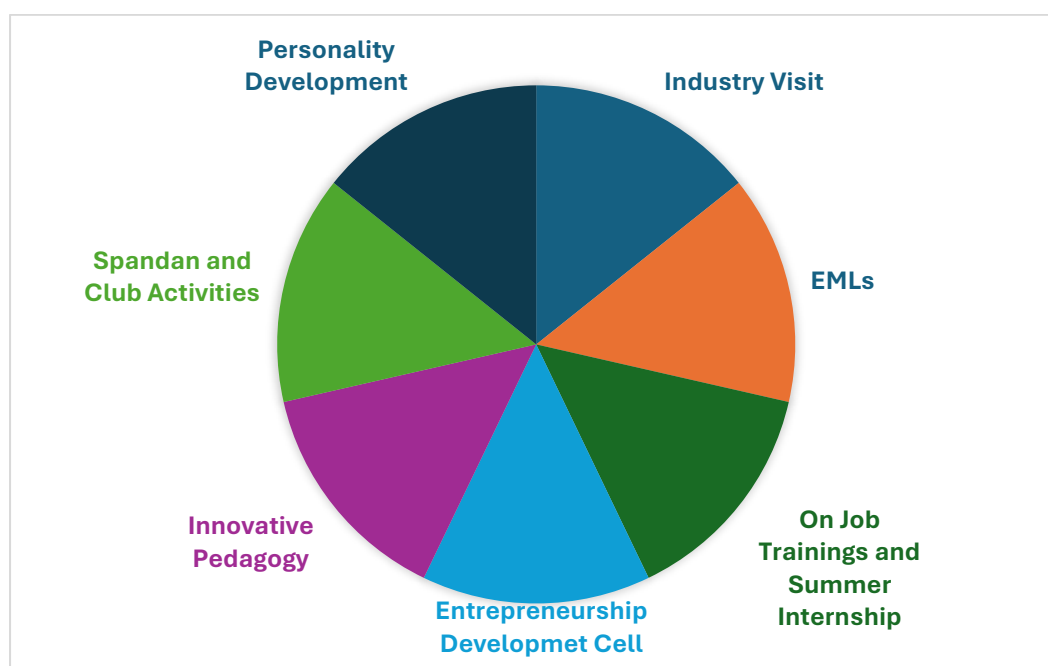 Personality
Development
Industry Visit
Spandan and
Club Activities
EMLs
Innovative
Pedagogy
On Job
Trainings and
Summer
Internship
Entrepreneurship
Developmet Cell